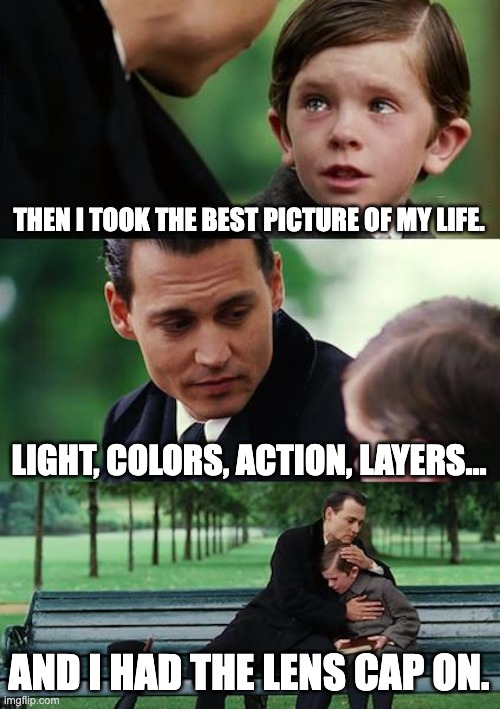 THEN I TOOK THE BEST PICTURE OF MY LIFE.
LIGHT, COLORS, ACTION, LAYERS...
AND I HAD THE LENS CAP ON.
imgflip.com